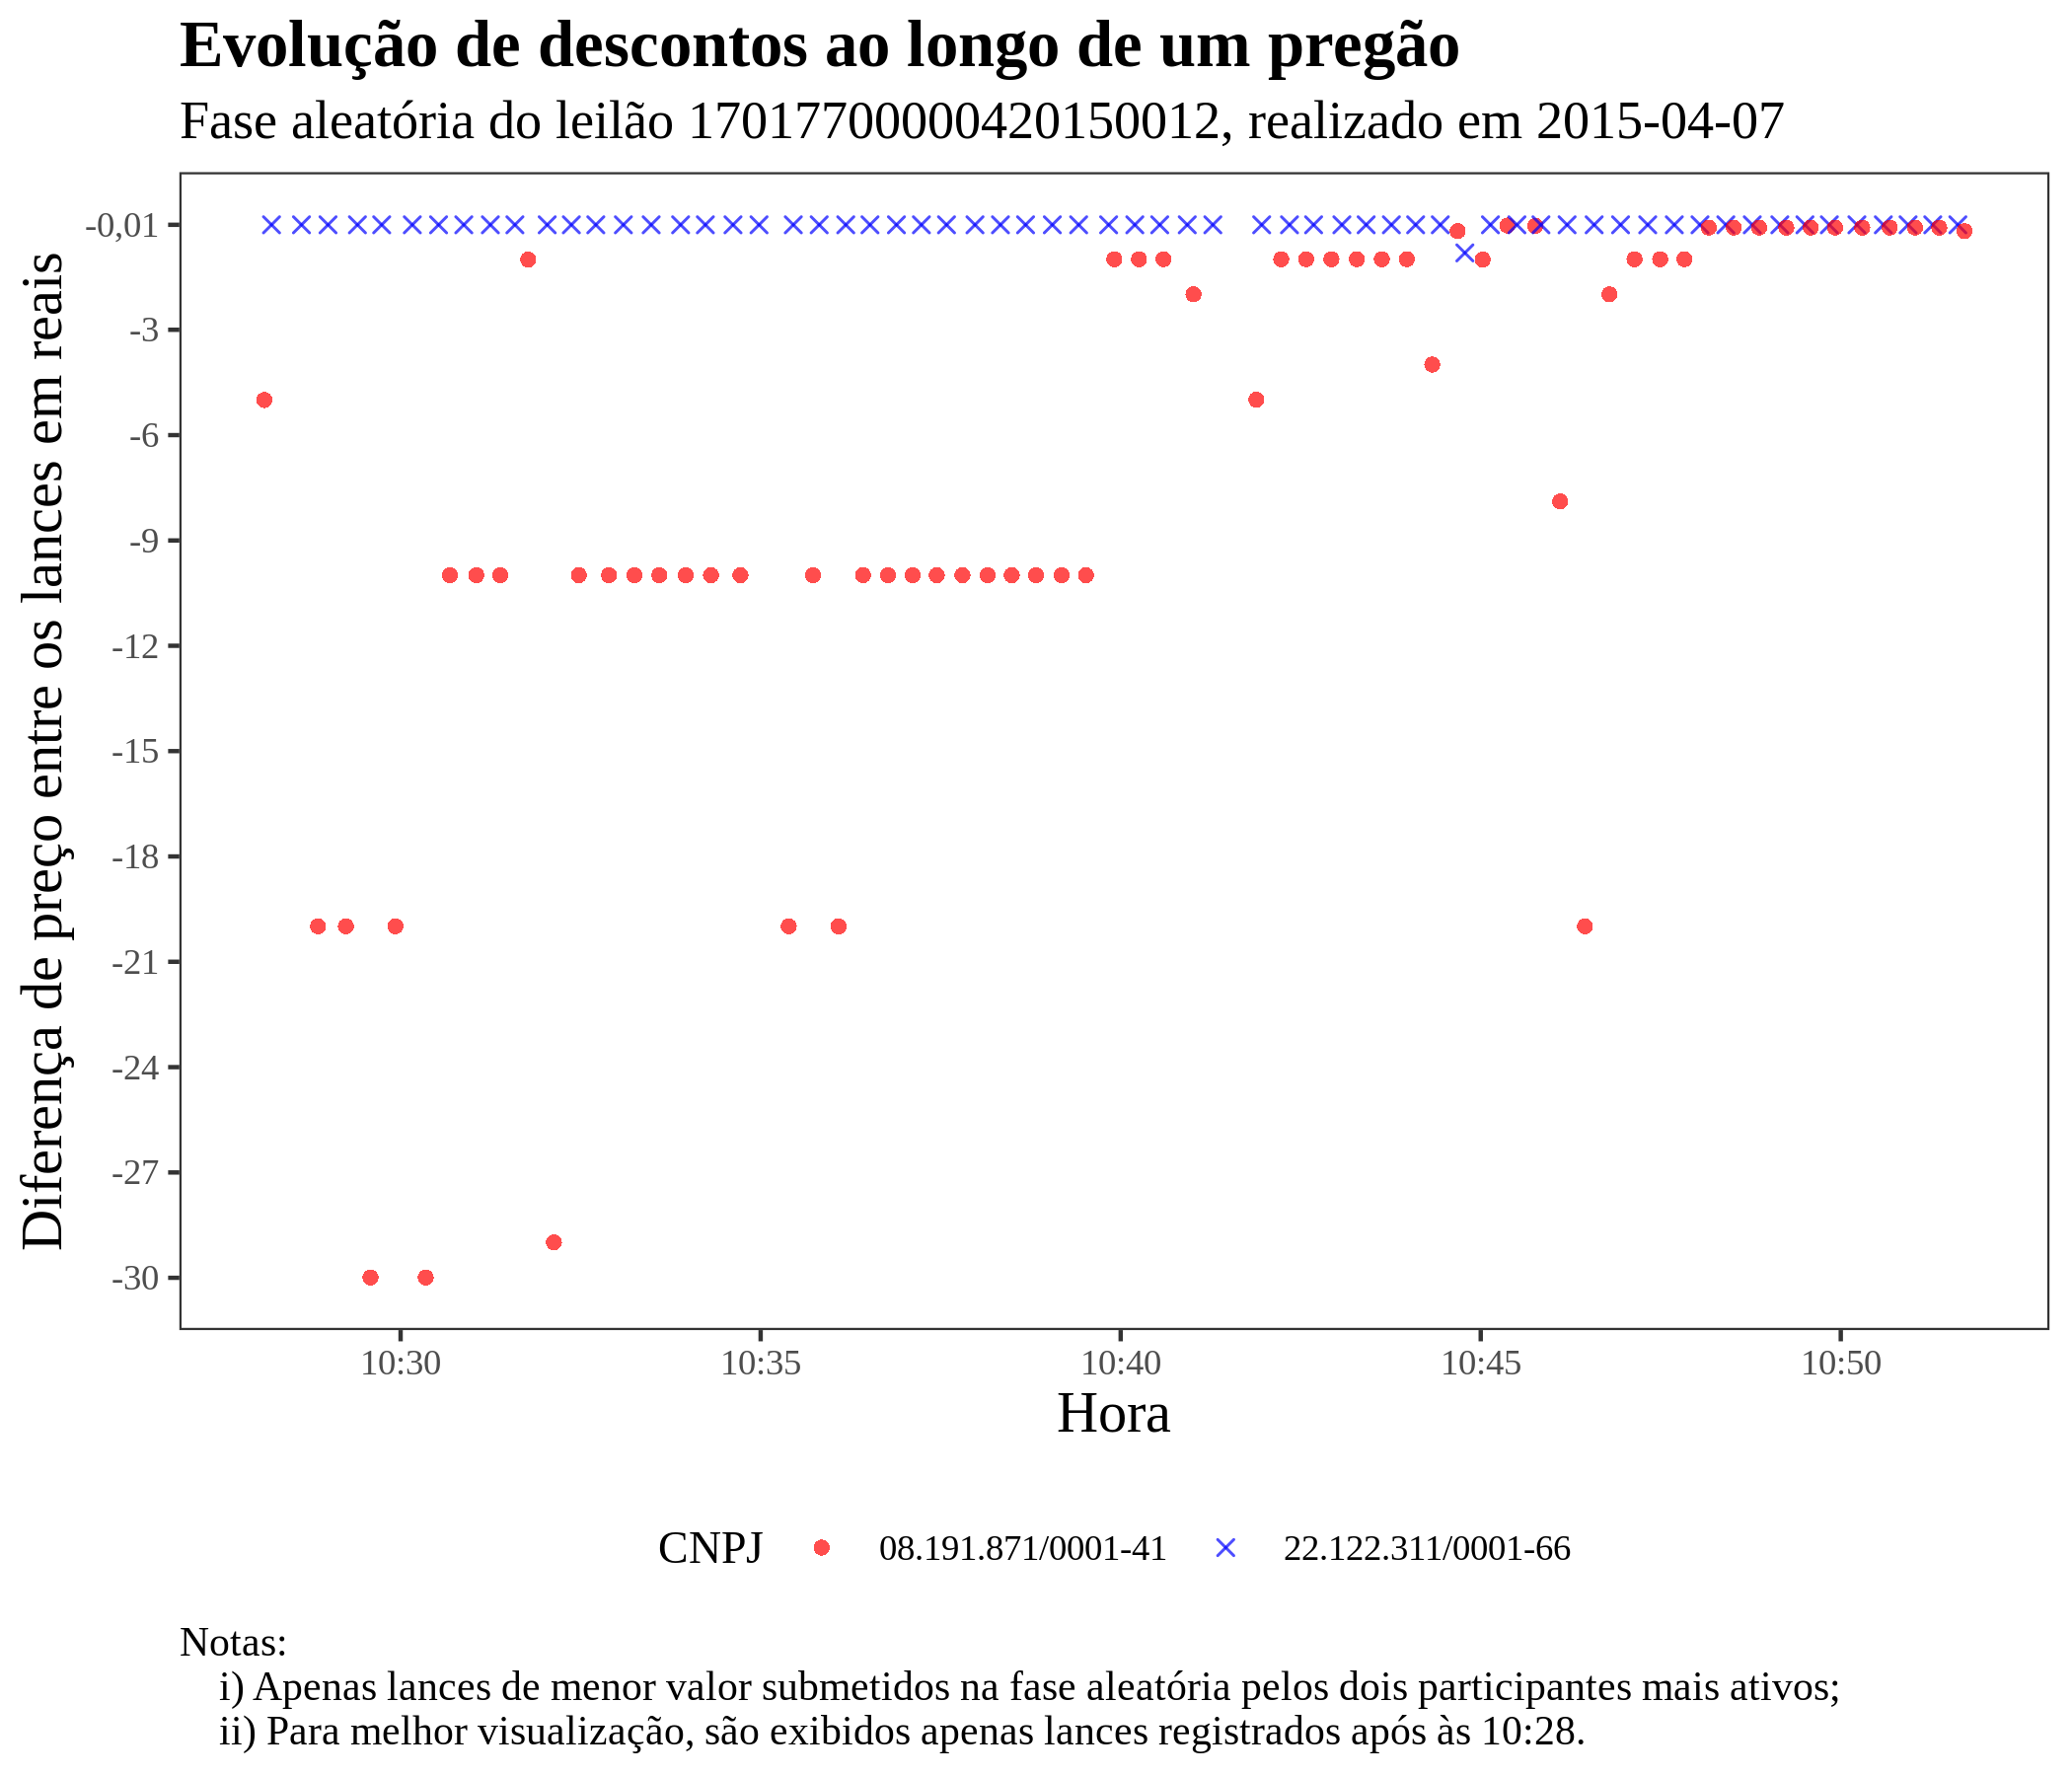 Evolução de descontos ao longo de um pregão
Fase aleatória do leilão 17017700000420150012, realizado em 2015-04-07
Diferença de preço entre os lances em reais
-0,01
-3
-6
-9
-12
-15
-18
-21
-24
-27
-30
10:30 10:35 10:40 10:45 10:50
Hora
CNPJ 08.191.871/0001-41 22.122.311/0001-66
Notas:
i) Apenas lances de menor valor submetidos na fase aleatória pelos dois participantes mais ativos;
ii) Para melhor visualização, são exibidos apenas lances registrados após às 10:28.